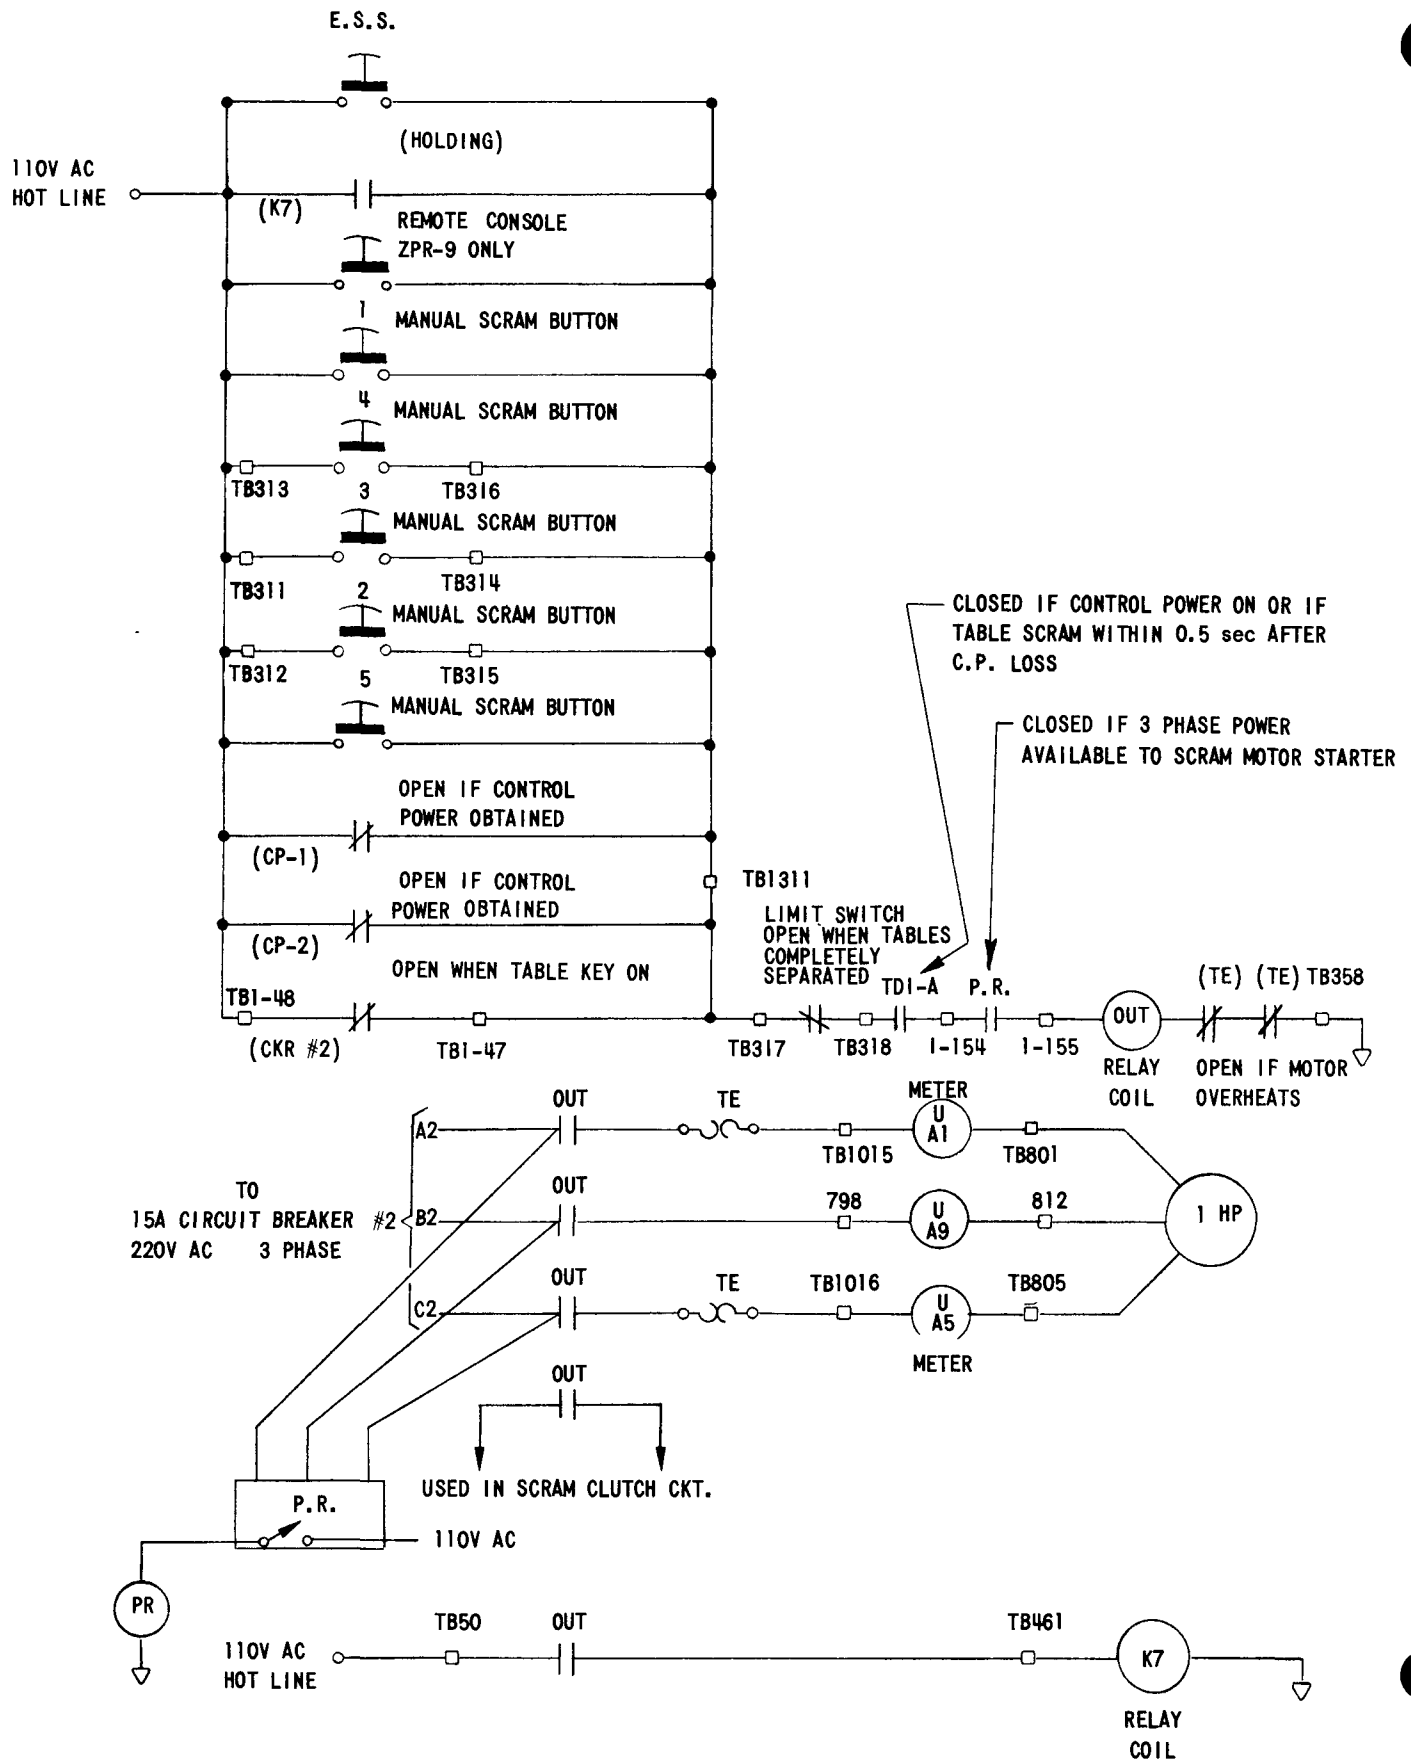 E.S.S.
(HOLDING)
110V AC
HOT LINE
(K7)
REMOTE CONSOLE
ZPR-9 ONLY
1
MANUAL SCRAM BUTTON
4
MANUAL SCRAM BUTTON
TB313
3
TB316
MANUAL SCRAM BUTTON
TB311
2
TB314
MANUAL SCRAM BUTTON
TB312
5
TB315
MANUAL SCRAM BUTTON
CLOSED IF CONTROL POWER ON OR IF
TABLE SCRAM WITHIN 0.5 sec AFTER
C.P. LOSS
CLOSED IF 3 PHASE POWER
AVAILABLE TO SCRAM MOTOR STARTER
OPEN IF CONTROL
POWER OBTAINED
(CP-1)
OPEN IF CONTROL
POWER OBTAINED
(CP-2)
TB1311
LIMIT SWITCH
OPEN WHEN TABLES
COMPLETELY
SEPARATED
TD1-A
P.R.
OPEN WHEN TABLE KEY ON
TB1-48
(CKR #2)
TB1-47
TB317
TB318
1-154
1-155
OUT
RELAY
COIL
(TE) (TE) TB358
OPEN IF MOTOR
OVERHEATS
A2
OUT
TE
TB1015
METER
U
A1
TB801
TO
15A CIRCUIT BREAKER #2
220V AC 3 PHASE
B2
OUT
798
U
A9
812
1 HP
C2
OUT
TE
TB1016
U
A5
METER
TB805
OUT
USED IN SCRAM CLUTCH CKT.
P.R.
110V AC
PR
110V AC
HOT LINE
TB50
OUT
TB461
K7
RELAY
COIL